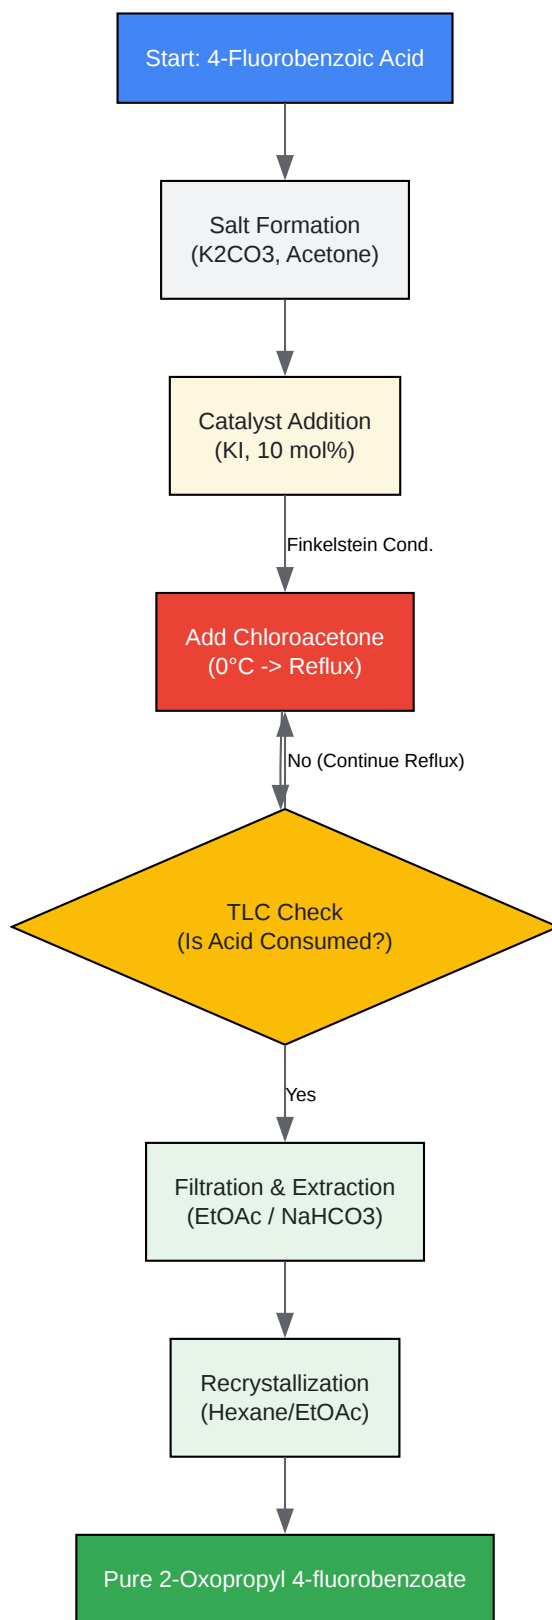 Start: 4-Fluorobenzoic Acid
Salt Formation
(K2CO3, Acetone)
Catalyst Addition
(KI, 10 mol%)
Finkelstein Cond.
Add Chloroacetone
(0°C -> Reflux)
No (Continue Reflux)
TLC Check
(Is Acid Consumed?)
Yes
Filtration & Extraction
(EtOAc / NaHCO3)
Recrystallization
(Hexane/EtOAc)
Pure 2-Oxopropyl 4-fluorobenzoate